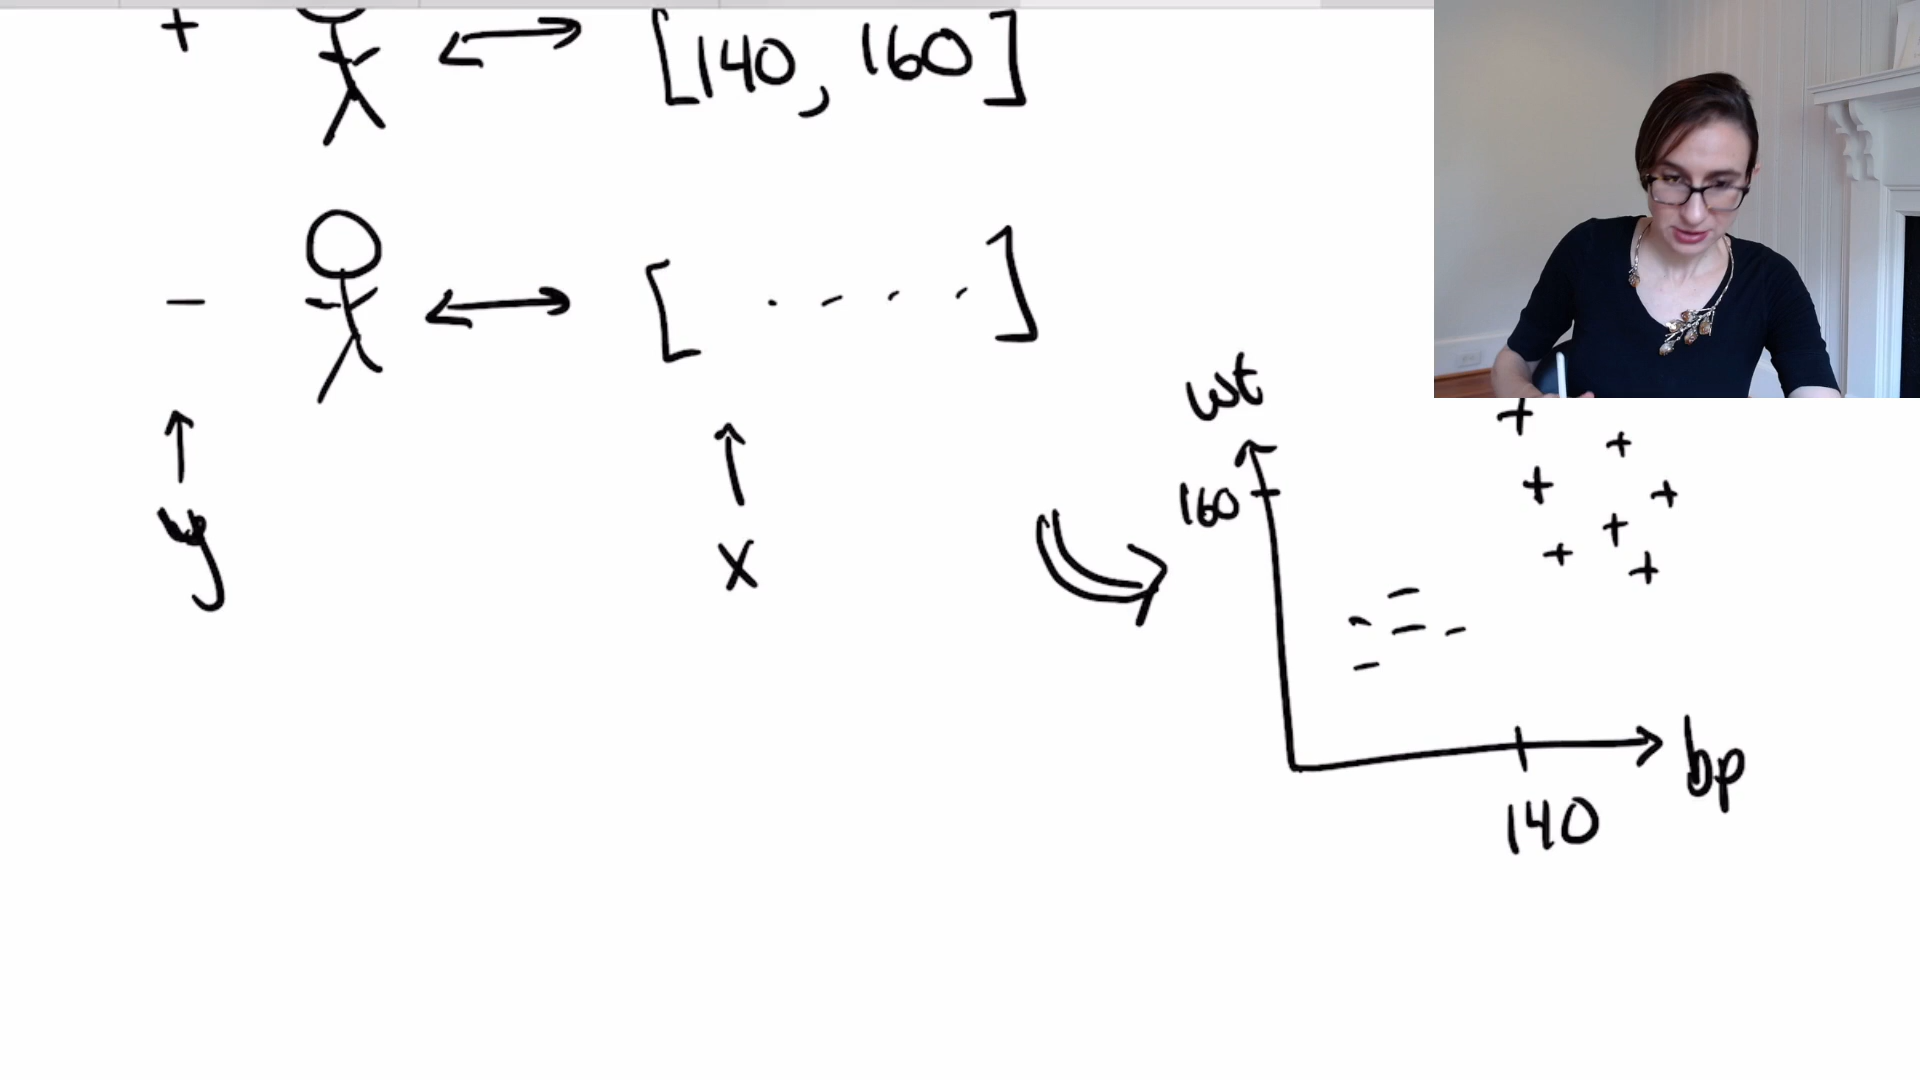 + [140, 160]
- [ . - - - ]
y
x
wt
160
+
+
+
+
+
+
+
- - - - -
140
bp